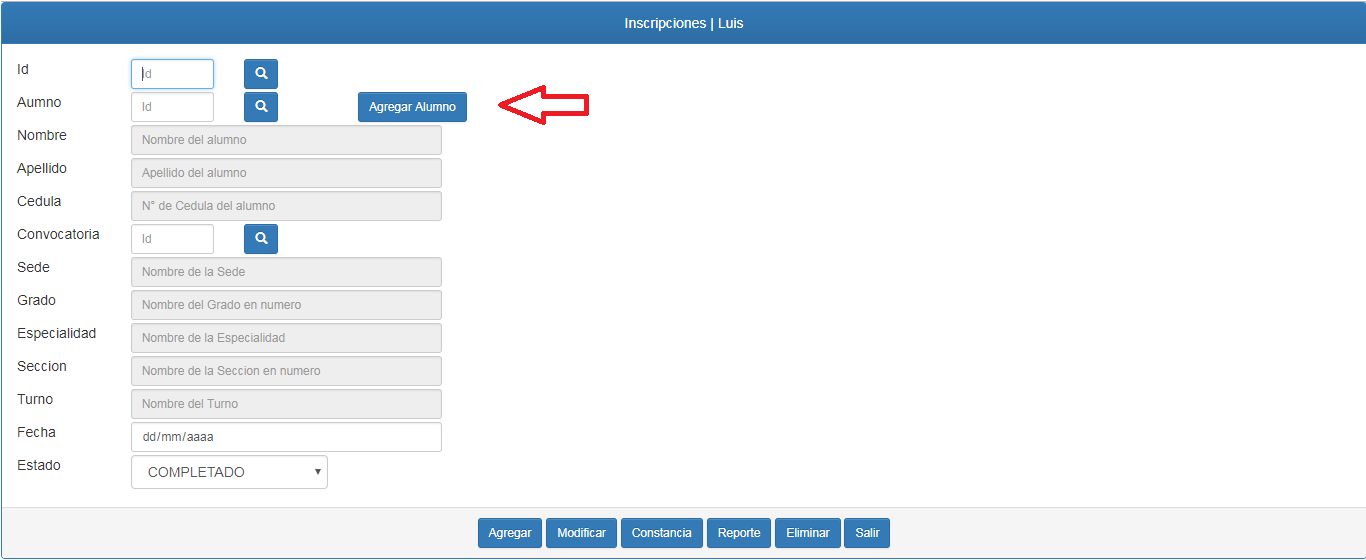 Inscripciones | Luis
Id Id
Aumno Id Agregar Alumno
Nombre Nombre del alumno
Apellido Apellido del alumno
Cedula N° de Cedula del alumno
Convocatoria Id
Sede Nombre de la Sede
Grado Nombre del Grado en numero
Especialidad Nombre de la Especialidad
Seccion Nombre de la Seccion en numero
Turno Nombre del Turno
Fecha dd/mm/aaaa
Estado COMPLETADO
Agregar Modificar Constancia Reporte Eliminar Salir